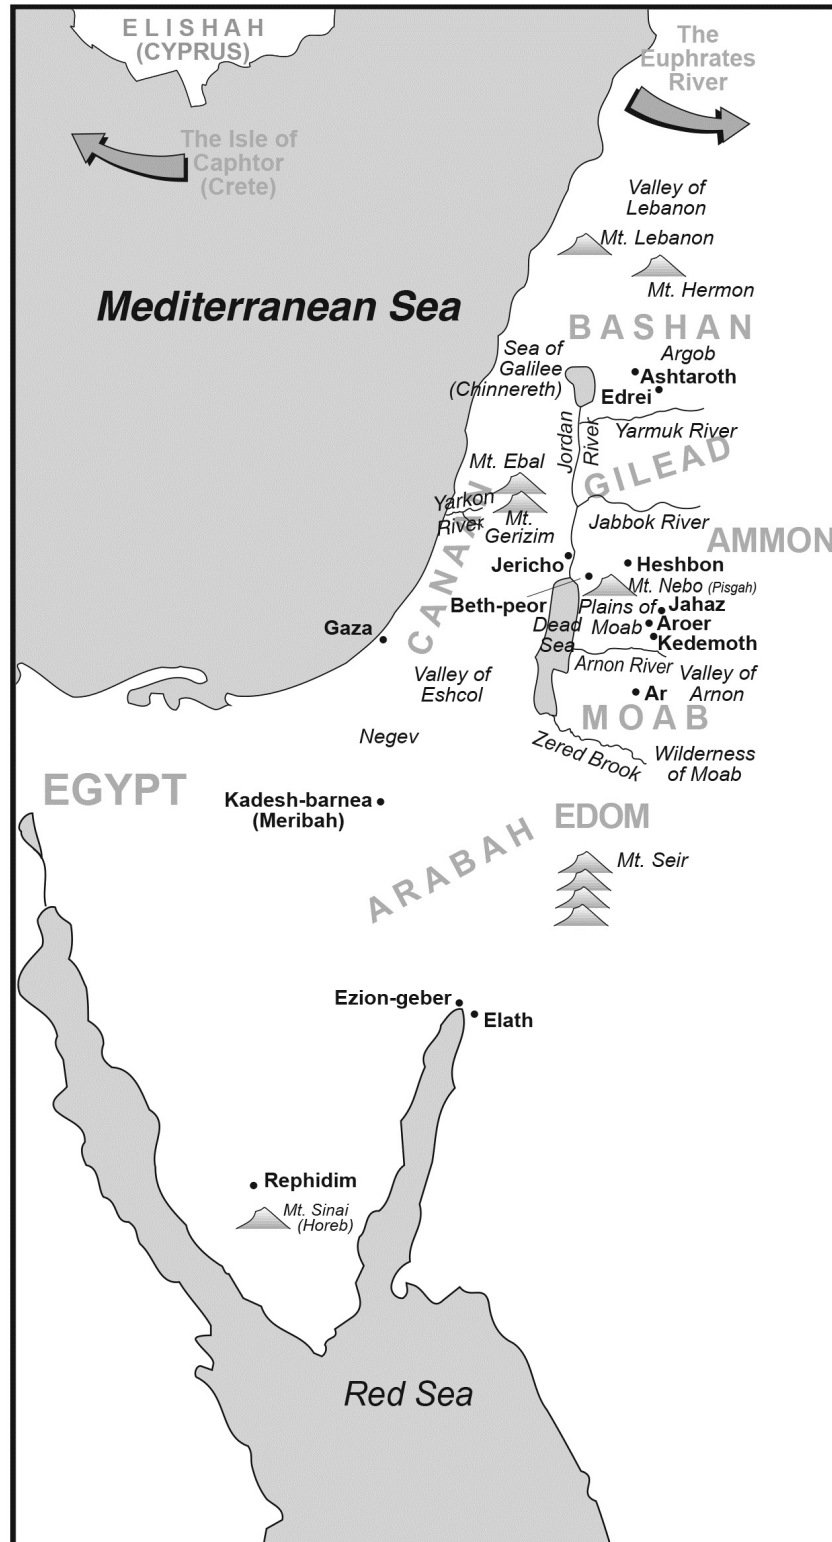 ELISHAH
(CYPRUS)
The
Euphrates
River
The Isle of
Caphtor
(Crete)
Valley of
Lebanon
Mt. Lebanon
Mt. Hermon
Mediterranean Sea
BASHAN
Sea of
Galilee
(Chinnereth)
Argob
Ashtaroth
Edrei
Jordan
River
Yarmuk River
GILEAD
Mt. Ebal
Yarkon
River
Mt.
Gerizim
CANAAN
Jabbok River
AMMON
Jericho
Heshbon
Mt. Nebo (Pisgah)
Beth-peor
Plains of
Moab
Jahaz
Aroer
Kedemoth
Dead
Sea
Gaza
Arnon River
Valley of
Arnon
Valley of
Eshcol
Ar
MOAB
Negev
Zered Brook
Wilderness
of Moab
EGYPT
Kadesh-barnea
(Meribah)
EDOM
ARABAH
Mt. Seir
Ezion-geber
Elath
Rephidim
Mt. Sinai
(Horeb)
Red Sea